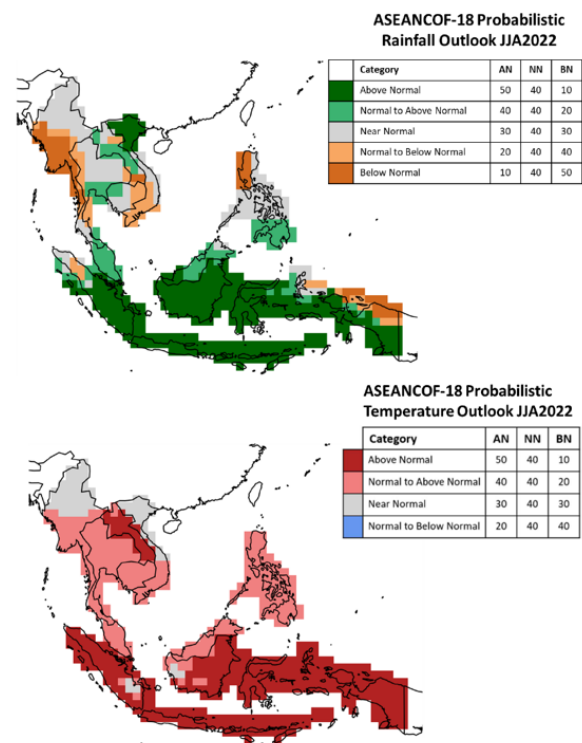 ASEANCOF-18 Probabilistic
Rainfall Outlook JJA2022
Category AN NN BN
Above Normal 50 40 10
Normal to Above Normal 40 40 20
Near Normal 30 40 30
Normal to Below Normal 20 40 40
Below Normal 10 40 50
ASEANCOF-18 Probabilistic
Temperature Outlook JJA2022
Category AN NN BN
Above Normal 50 40 10
Normal to Above Normal 40 40 20
Near Normal 30 40 30
Normal to Below Normal 20 40 40